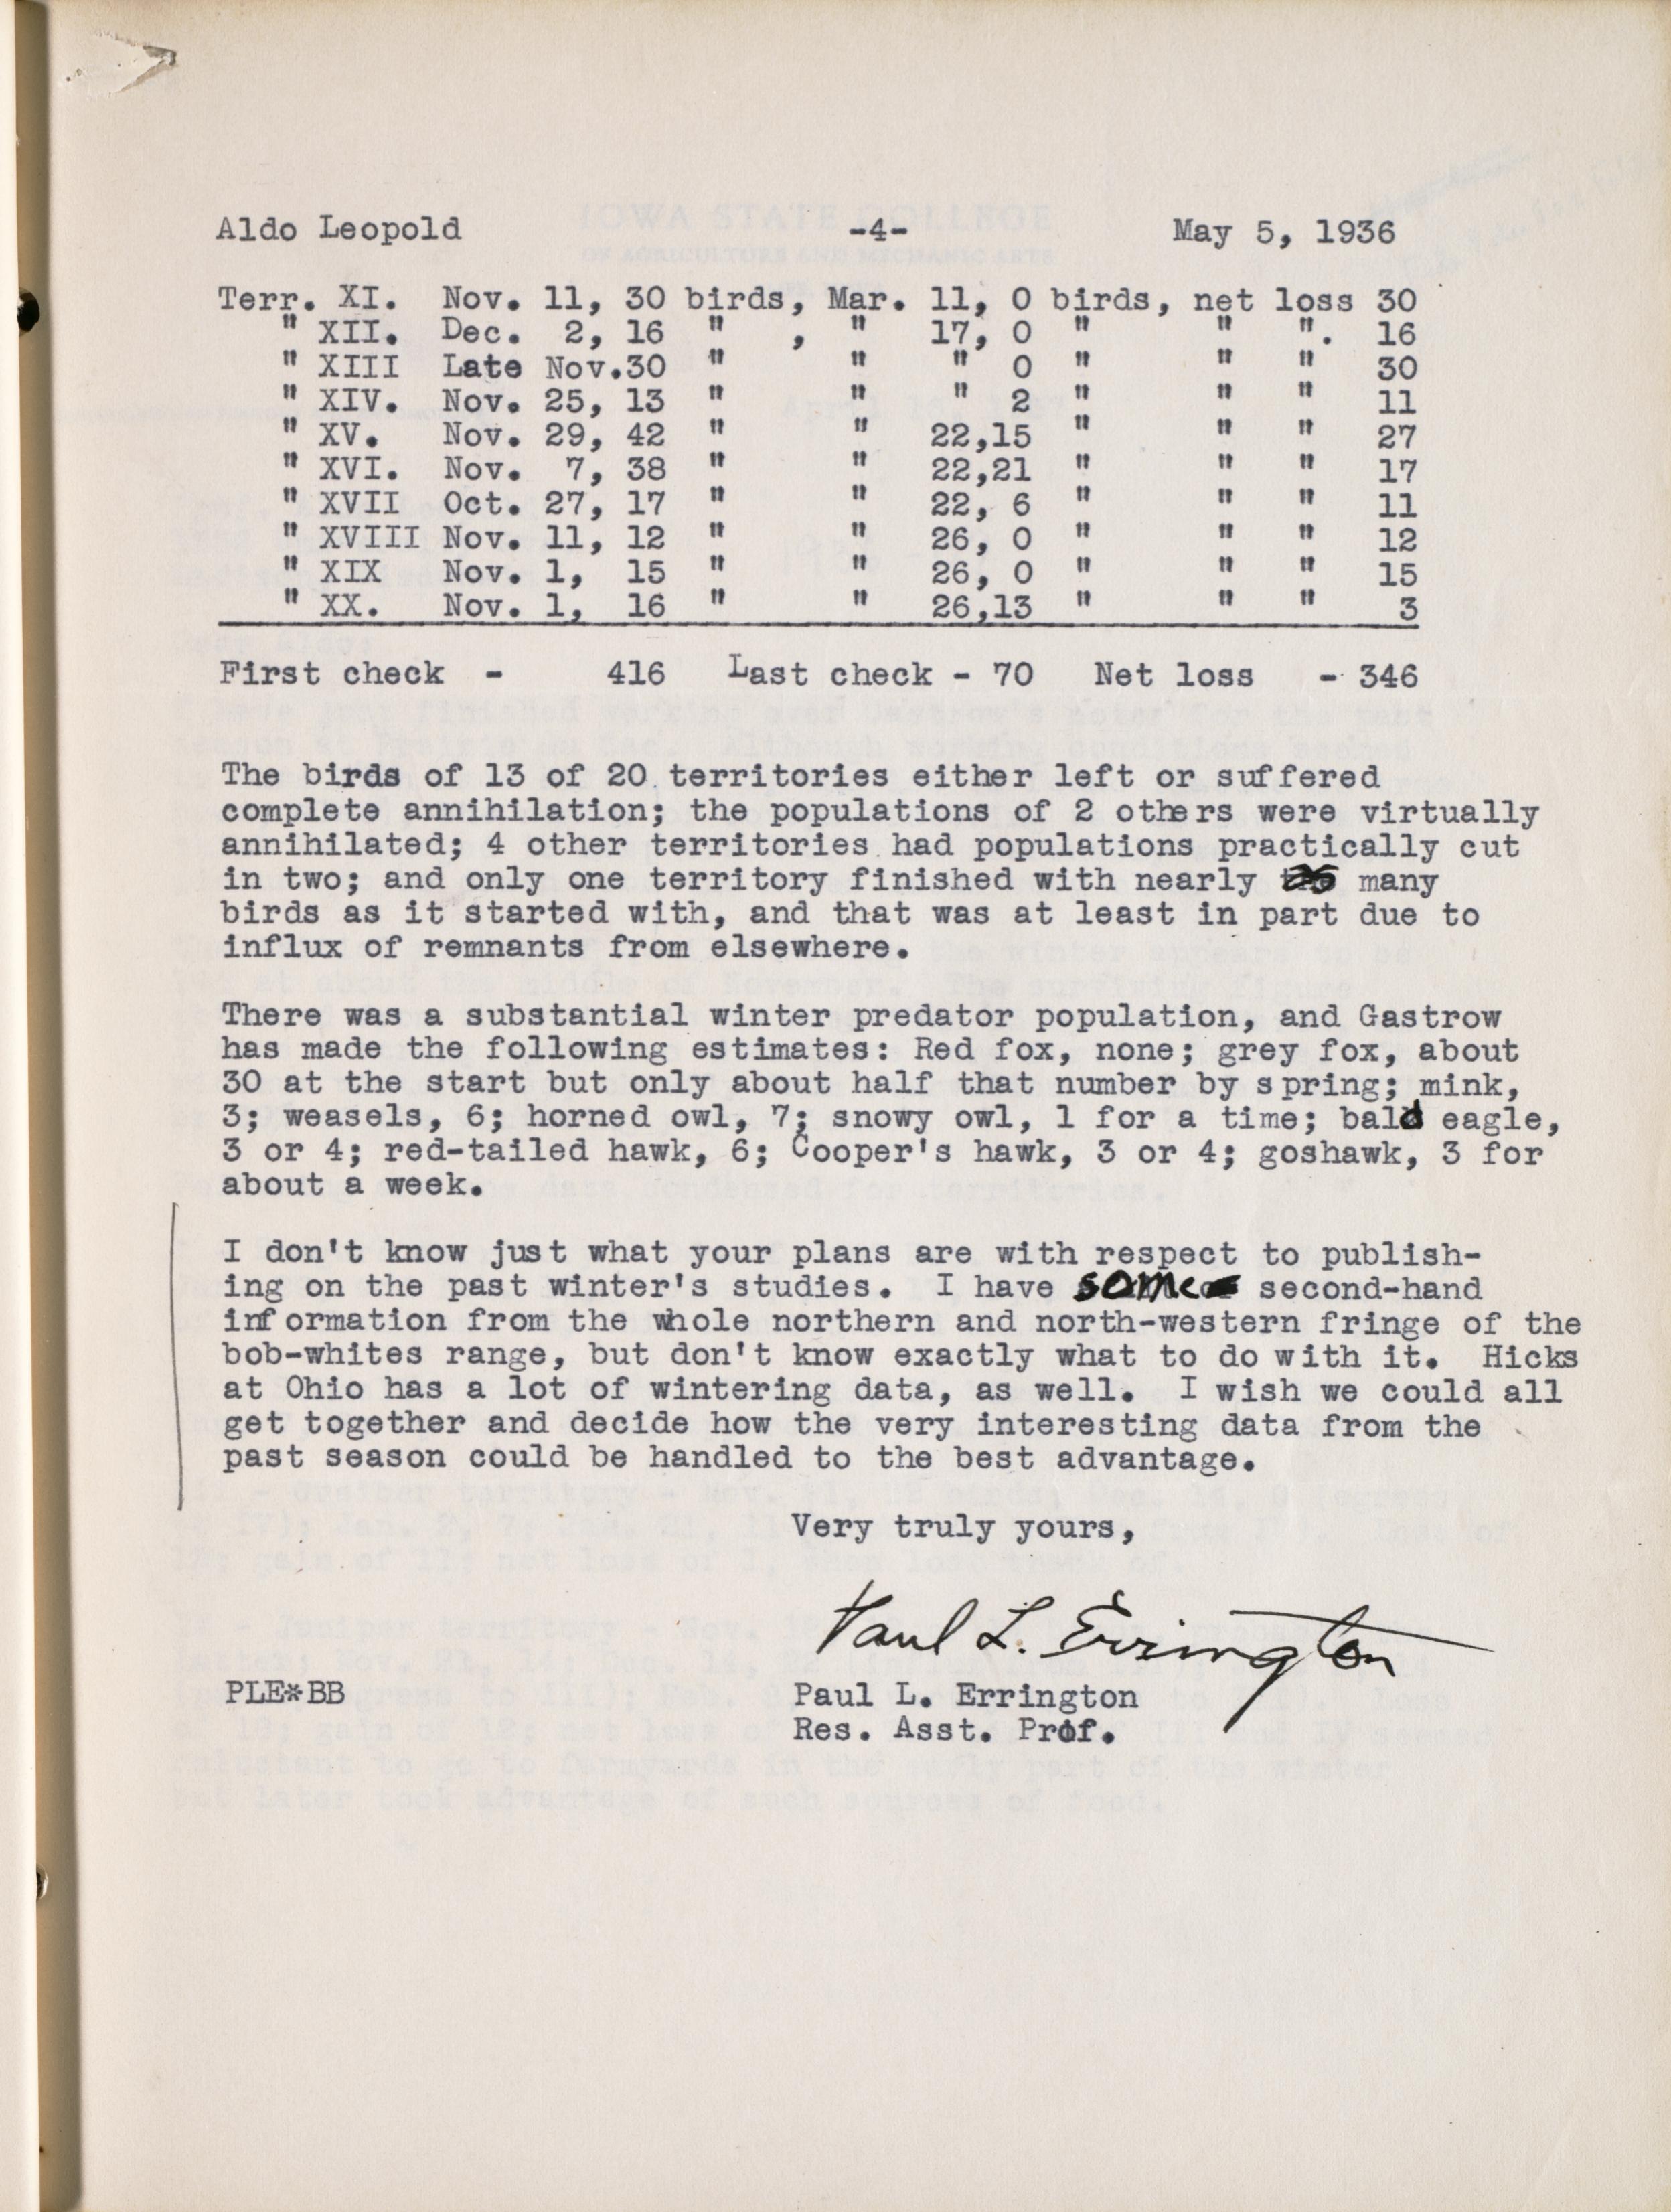 IOWA STATE COLLEGE
OF AGRICULTURE AND MECHANIC ARTS
Aldo Leopold -4- May 5, 1936
Terr. XI. Nov. 11, 30 birds, Mar. 11, 0 birds, net loss 30
" XII. Dec. 2, 16 " , " 17, 0 " " ". 16
" XIII Late Nov.30 " " " 0 " " " 30
" XIV. Nov. 25, 13 " " " 2 " " " 11
" XV. Nov. 29, 42 " " 22,15 " " " 27
" XVI. Nov. 7, 38 " " 22,21 " " " 17
" XVII Oct. 27, 17 " " 22, 6 " " " 11
" XVIII Nov. 11, 12 " " 26, 0 " " " 12
" XIX Nov. 1, 15 " " 26, 0 " " " 15
" XX. Nov. 1, 16 " " 26,13 " " " 3
First check - 416 Last check - 70 Net loss - 346
The birds of 13 of 20 territories either left or suffered
complete annihilation; the populations of 2 others were virtually
annihilated; 4 other territories had populations practically cut
in two; and only one territory finished with nearly as many
birds as it started with, and that was at least in part due to
influx of remnants from elsewhere.
There was a substantial winter predator population, and Gastrow
has made the following estimates: Red fox, none; grey fox, about
30 at the start but only about half that number by spring; mink,
3; weasels, 6; horned owl, 7; snowy owl, 1 for a time; bald eagle,
3 or 4; red-tailed hawk, 6; Cooper's hawk, 3 or 4; goshawk, 3 for
about a week.
I don't know just what your plans are with respect to publish-
ing on the past winter's studies. I have some second-hand
information from the whole northern and north-western fringe of the
bob-whites range, but don't know exactly what to do with it. Hicks
at Ohio has a lot of wintering data, as well. I wish we could all
get together and decide how the very interesting data from the
past season could be handled to the best advantage.
Very truly yours,
Paul L. Errington
PLE*BB Paul L. Errington
Res. Asst. Prof.